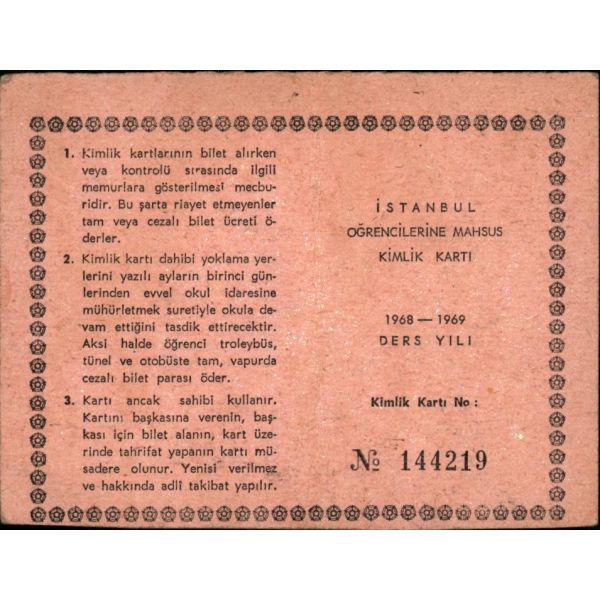 1. Kimlik kartlarının bilet alırken
veya kontrolü sırasında ilgili
memurlara gösterilmesi mecbu-
ridir. Bu şarta riayet etmeyenler
tam veya cezalı bilet ücreti ö-
derler.
2. Kimlik kartı dahibi yoklama yer-
lerini yazılı ayların birinci gün-
lerinden evvel okul idaresine
mühürletmek suretiyle okula de-
vam ettiğini tasdik ettirecektir.
Aksi halde öğrenci troleybüs,
tünel ve otobüste tam, vapurda
cezalı bilet parası öder.
3. Kartı ancak sahibi kullanır.
Kartını başkasına verenin, baş-
kası için bilet alanın, kart üze-
rinde tahrifat yapanın kartı mü-
sadere olunur. Yenisi verilmez
ve hakkında adlî takibat yapılır.
İSTANBUL
ÖĞRENCİLERİNE MAHSUS
KİMLİK KARTI
1968 — 1969
DERS YILI
Kimlik Kartı No :
№ 144219